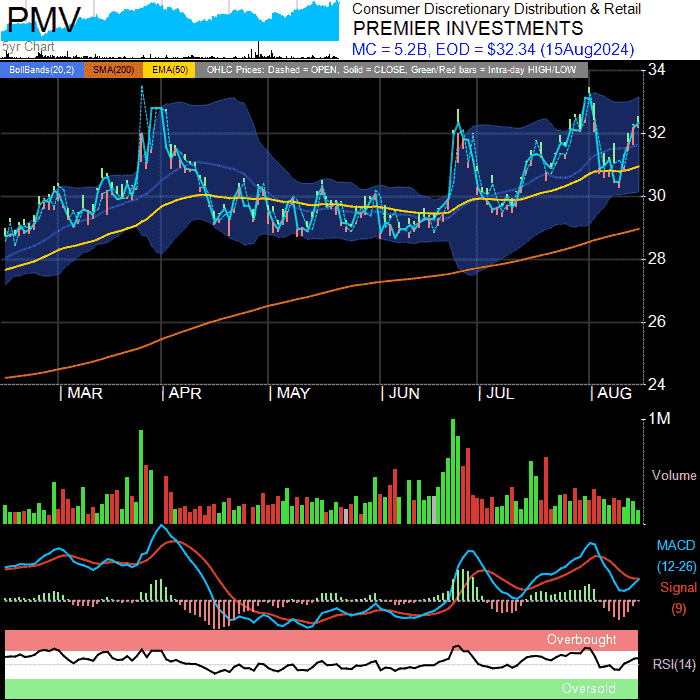 PMV
5yr Chart
Consumer Discretionary Distribution & Retail
PREMIER INVESTMENTS
MC = 5.2B, EOD = $32.34 (15Aug2024)
BollBands(20,2) SMA(200) EMA(50) OHLC Prices: Dashed = OPEN, Solid = CLOSE, Green/Red bars = Intra-day HIGH/LOW
34
32
30
28
26
24
| MAR | APR | MAY | JUN | JUL | AUG
1M
Volume
MACD
(12-26)
Signal
(9)
Overbought
RSI(14)
Oversold